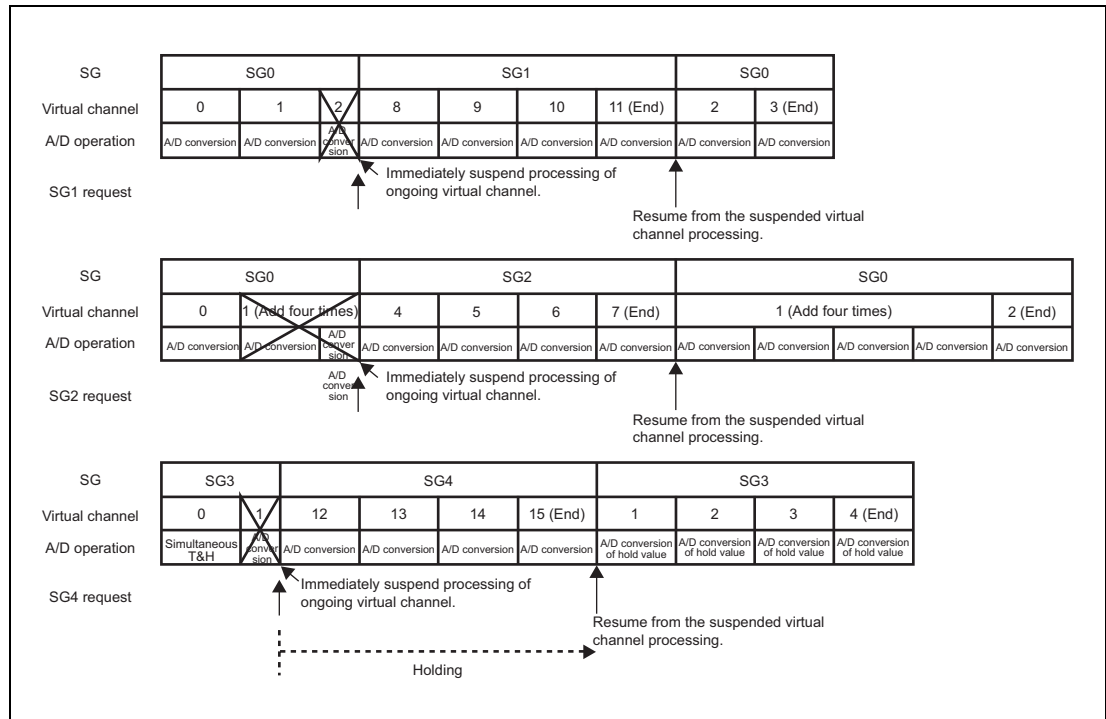 SG SG0 SG1 SG0
Virtual channel 0 1 2 8 9 10 11 (End) 2 3 (End)
A/D operation A/D conversion A/D conversion A/D conver sion A/D conversion A/D conversion A/D conversion A/D conversion A/D conversion A/D conversion
SG1 request
Immediately suspend processing of
ongoing virtual channel.
Resume from the suspended virtual
channel processing.
SG SG0 SG2 SG0
Virtual channel 0 1 (Add four times) 4 5 6 7 (End) 1 (Add four times) 2 (End)
A/D operation A/D conversion A/D conversion A/D conver sion A/D conversion A/D conversion A/D conversion A/D conversion A/D conversion A/D conversion A/D conversion A/D conversion A/D conversion
SG2 request
A/D
conver
sion
Immediately suspend processing of
ongoing virtual channel.
Resume from the suspended virtual
channel processing.
SG SG3 SG4 SG3
Virtual channel 0 1 12 13 14 15 (End) 1 2 3 4 (End)
A/D operation Simultaneous T&H A/D conver sion A/D conversion A/D conversion A/D conversion A/D conversion A/D conversion of hold value A/D conversion of hold value A/D conversion of hold value A/D conversion of hold value
SG4 request
Immediately suspend processing of
ongoing virtual channel.
Resume from the suspended virtual
channel processing.
Holding